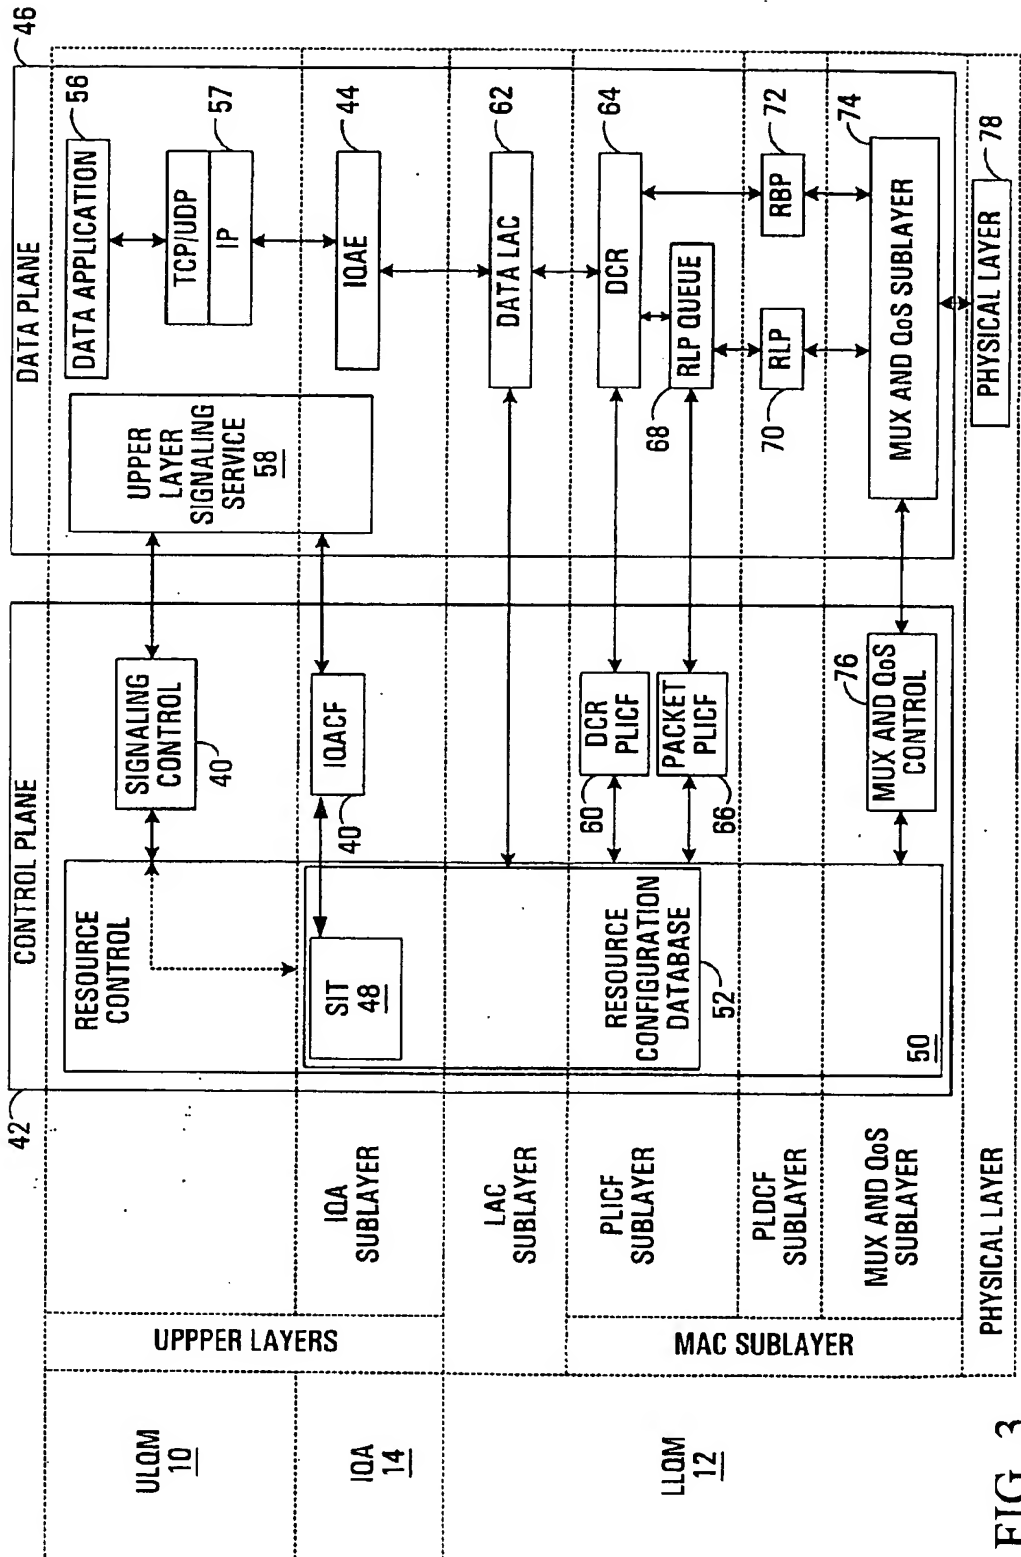 42
CONTROL PLANE
DATA PLANE
46
ULQM
10
UPPPER LAYERS
RESOURCE
CONTROL
SIGNALING
CONTROL
40
UPPER
LAYER
SIGNALING
SERVICE
58
DATA APPLICATION
56
TCP/UDP
IP
57
IQA
14
IQA
SUBLAYER
SIT
48
IQACF
40
IQAE
44
LAC
SUBLAYER
DATA LAC
62
LLQM
12
MAC SUBLAYER
PLICF
SUBLAYER
RESOURCE
CONFIGURATION
DATABASE
52
DCR
PLICF
60
PACKET
PLICF
66
DCR
64
RLP QUEUE
68
PLDCF
SUBLAYER
RLP
70
RBP
72
MUX AND QoS
SUBLAYER
50
MUX AND QoS
CONTROL
76
MUX AND QoS SUBLAYER
74
PHYSICAL LAYER
PHYSICAL LAYER
78
FIG. 3